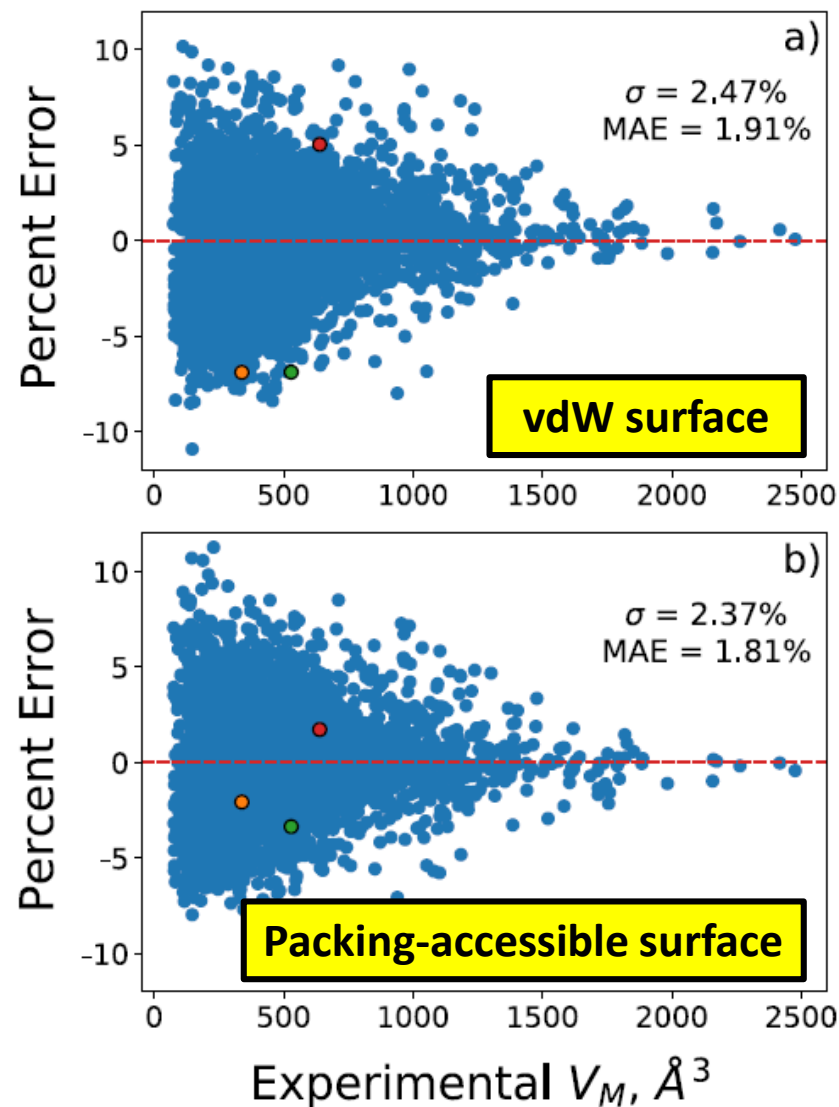 a)
σ = 2.47%
MAE = 1.91%
10
5
0
−5
−10
Percent Error
vdW surface
0 500 1000 1500 2000 2500
b)
σ = 2.37%
MAE = 1.81%
10
5
0
−5
−10
Percent Error
Packing-accessible surface
0 500 1000 1500 2000 2500
Experimental V_M, Å³